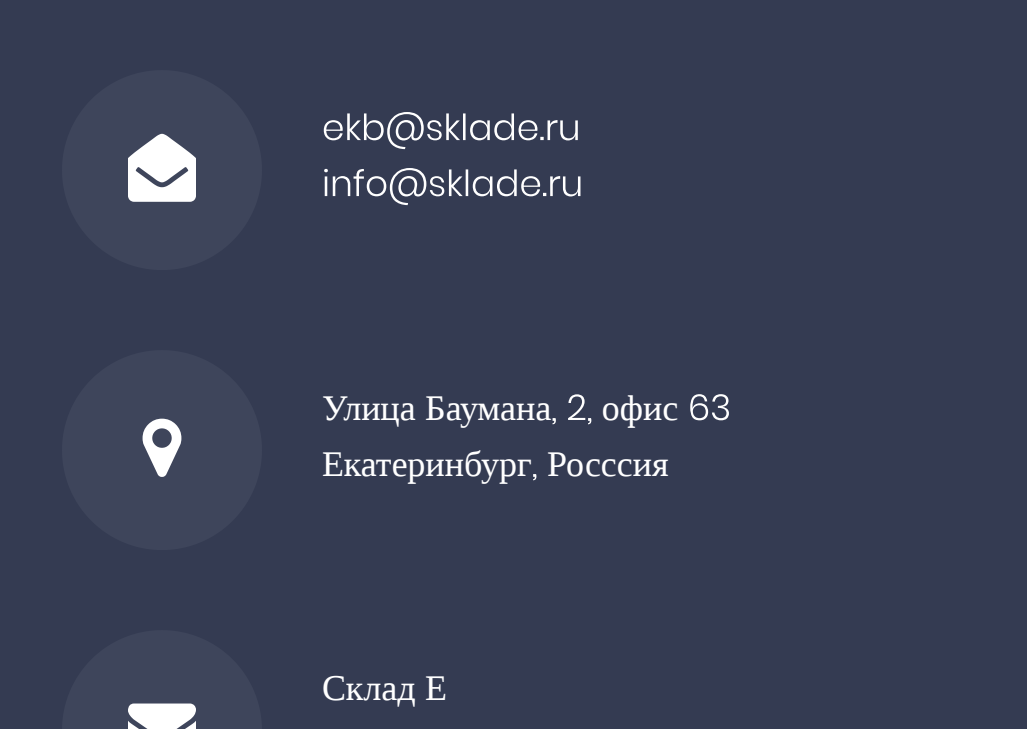 ekb@sklade.ru
info@sklade.ru
Улица Баумана, 2, офис 63
Екатеринбург, Росссия
Склад Е